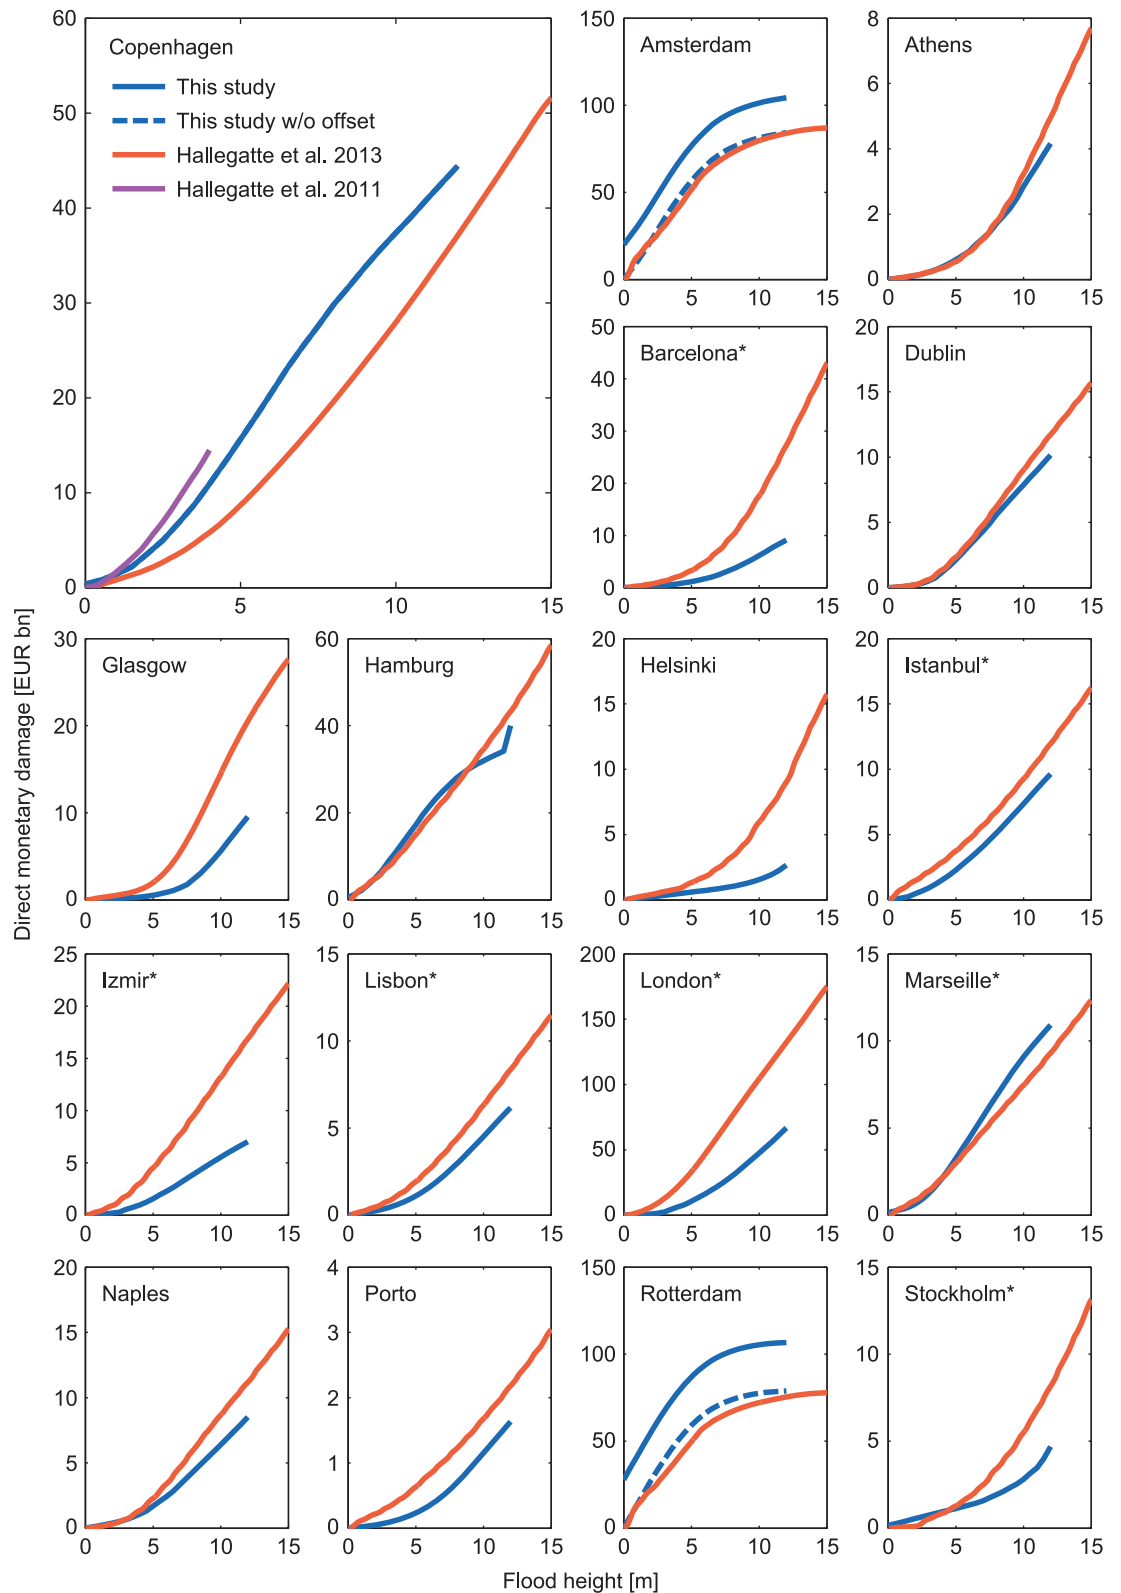 Copenhagen
This study
This study w/o offset
Hallegatte et al. 2013
Hallegatte et al. 2011
60
50
40
30
20
10
0
0 5 10 15
Amsterdam
150
100
50
0
0 5 10 15
Athens
8
6
4
2
0
0 5 10 15
Barcelona*
50
40
30
20
10
0
0 5 10 15
Dublin
20
15
10
5
0
0 5 10 15
Direct monetary damage [EUR bn]
Glasgow
30
20
10
0
0 5 10 15
Hamburg
60
40
20
0
0 5 10 15
Helsinki
20
15
10
5
0
0 5 10 15
Istanbul*
20
15
10
5
0
0 5 10 15
Izmir*
25
20
15
10
5
0
0 5 10 15
Lisbon*
15
10
5
0
0 5 10 15
London*
200
150
100
50
0
0 5 10 15
Marseille*
15
10
5
0
0 5 10 15
Naples
20
15
10
5
0
0 5 10 15
Porto
4
3
2
1
0
0 5 10 15
Rotterdam
150
100
50
0
0 5 10 15
Stockholm*
15
10
5
0
0 5 10 15
Flood height [m]